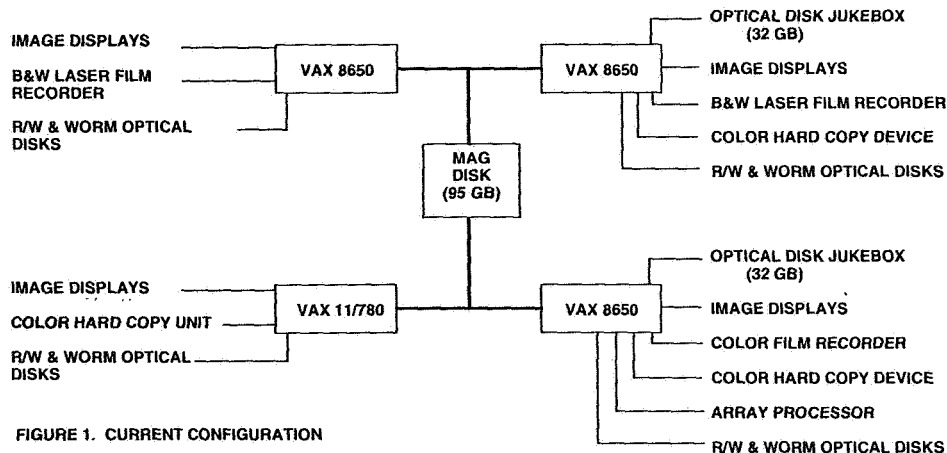 IMAGE DISPLAYS
B&W LASER FILM
RECORDER
R/W & WORM OPTICAL
DISKS
VAX 8650
VAX 8650
OPTICAL DISK JUKEBOX
(32 GB)
IMAGE DISPLAYS
B&W LASER FILM RECORDER
COLOR HARD COPY DEVICE
R/W & WORM OPTICAL DISKS
MAG
DISK
(95 GB)
IMAGE DISPLAYS
COLOR HARD COPY UNIT
R/W & WORM OPTICAL
DISKS
VAX 11/780
VAX 8650
OPTICAL DISK JUKEBOX
(32 GB)
IMAGE DISPLAYS
COLOR FILM RECORDER
COLOR HARD COPY DEVICE
ARRAY PROCESSOR
R/W & WORM OPTICAL DISKS
FIGURE 1. CURRENT CONFIGURATION